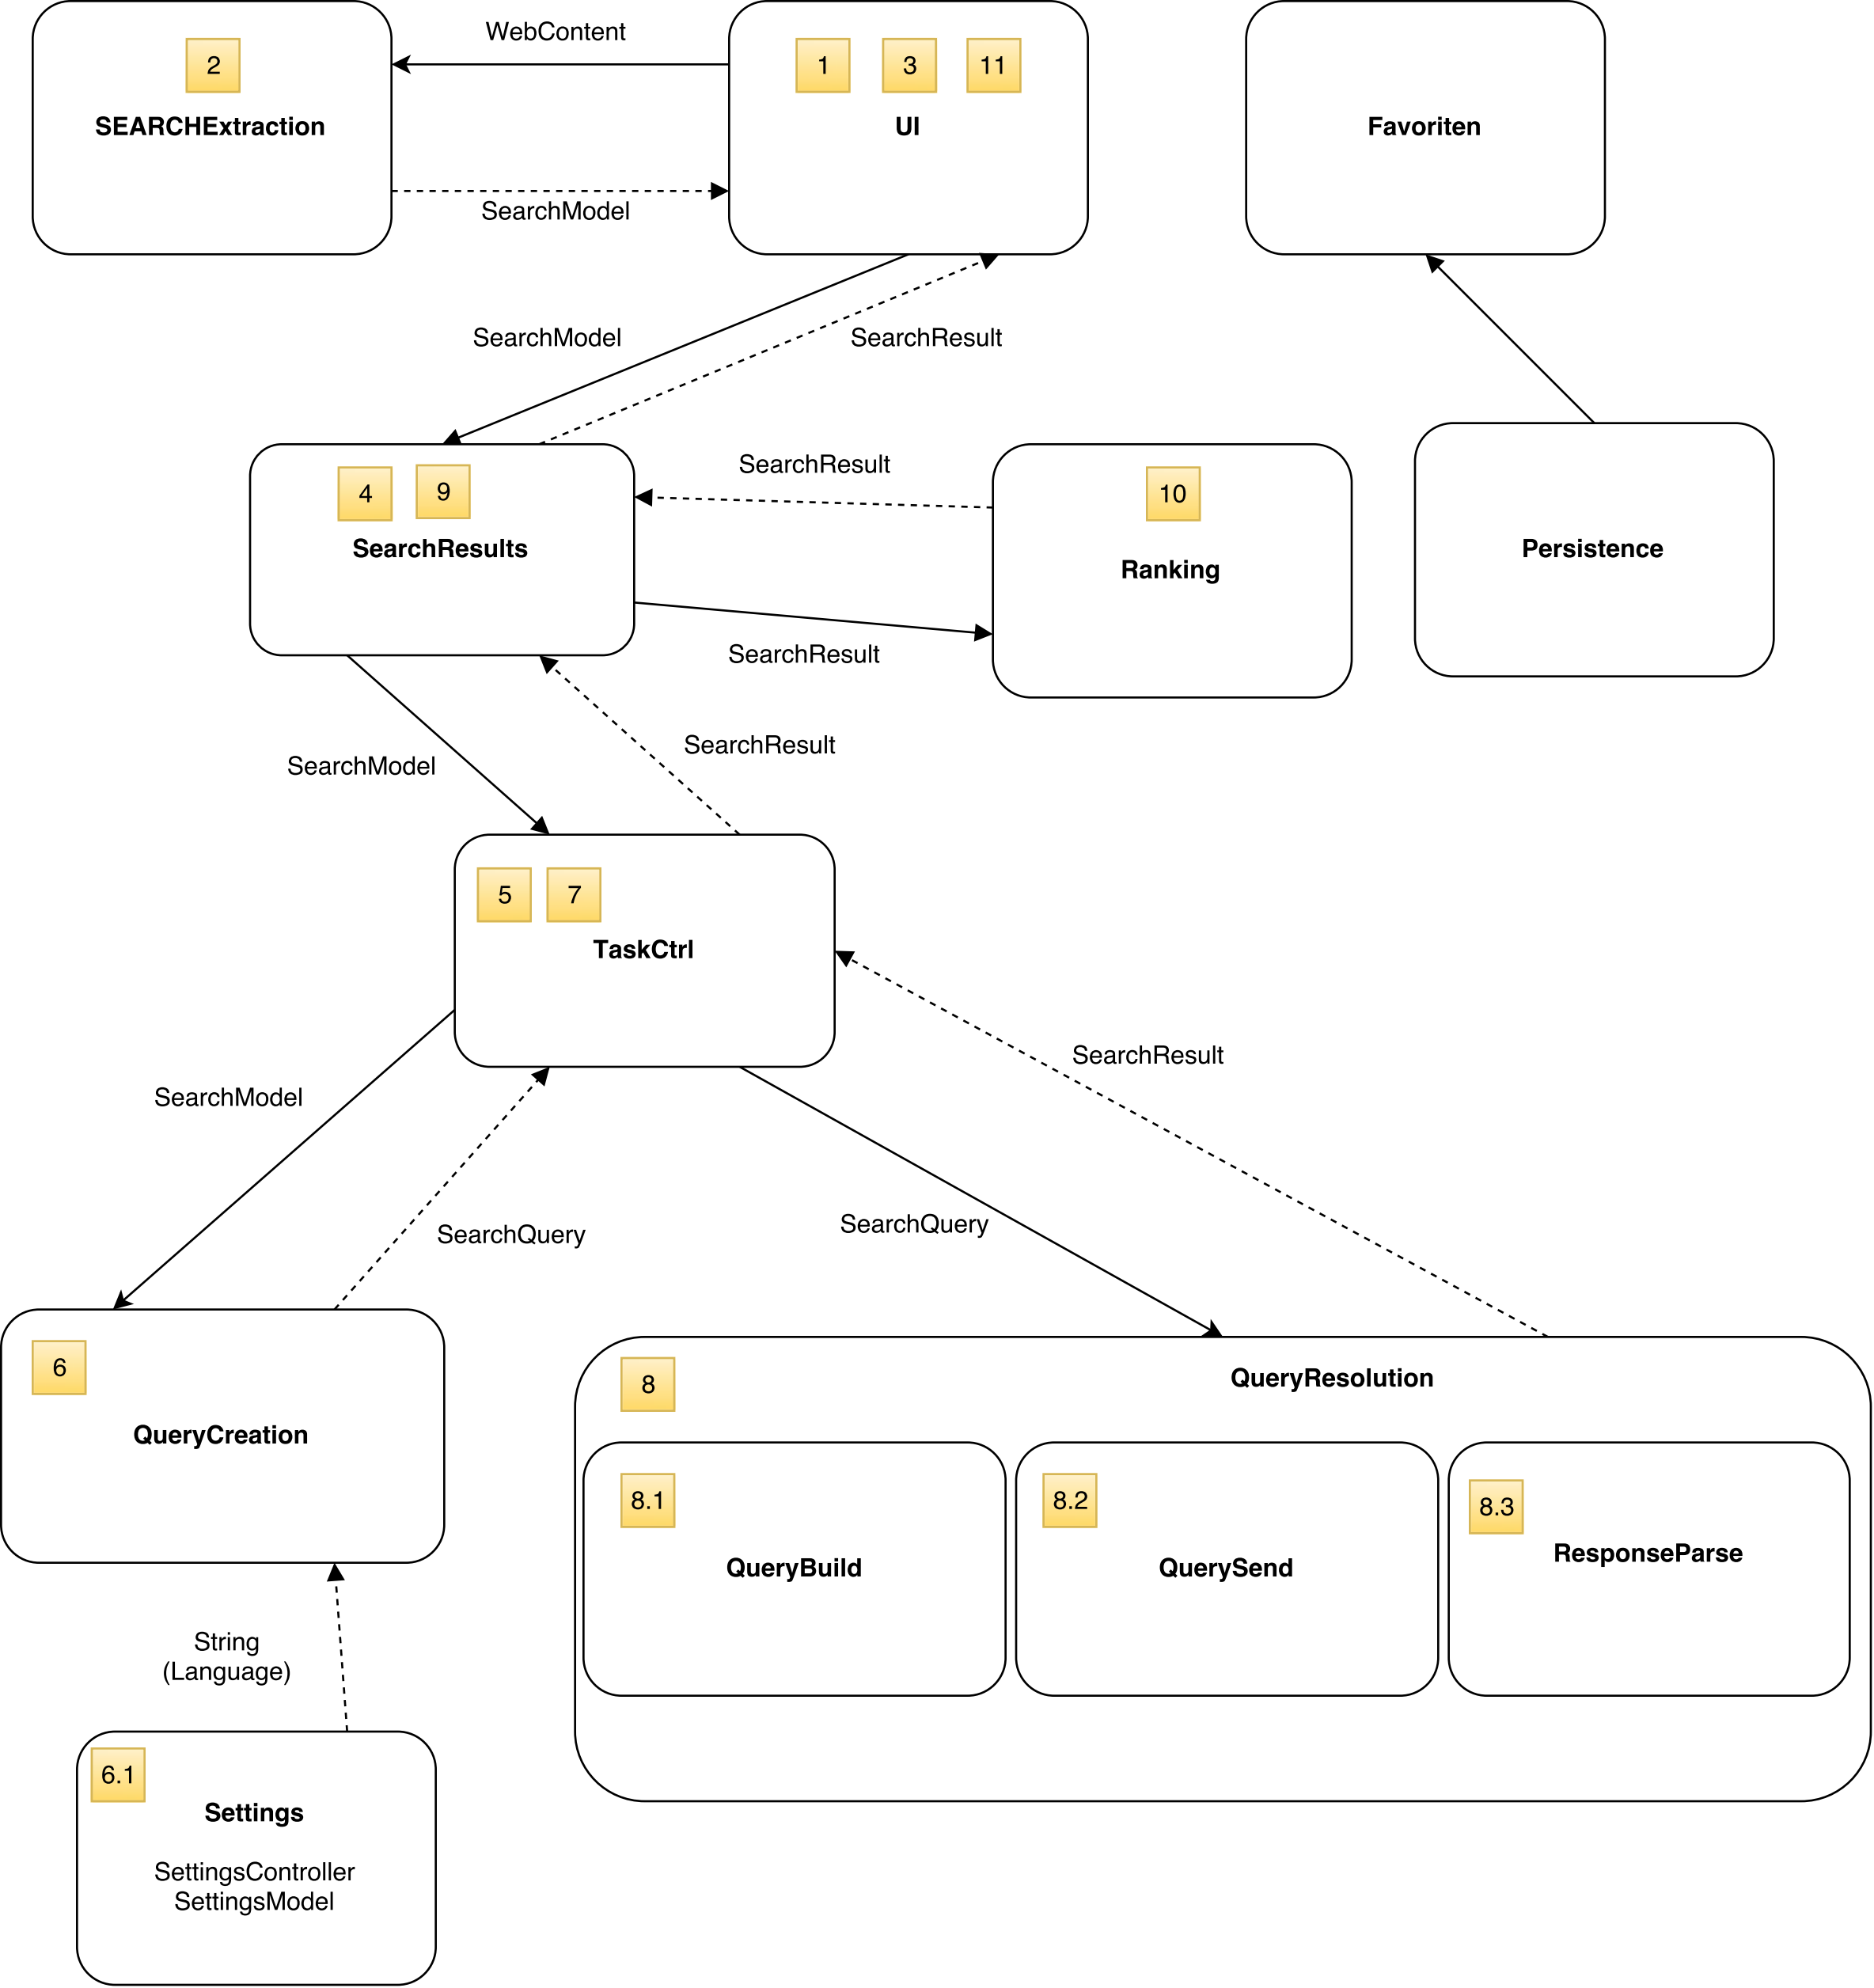 WebContent
2
1
3
11
SEARCHExtraction
UI
Favoriten
SearchModel
SearchModel
SearchResult
SearchResult
4
9
10
SearchResults
Persistence
Ranking
SearchResult
SearchResult
SearchModel
5
7
TaskCtrl
SearchResult
SearchModel
SearchQuery
SearchQuery
6
8
QueryResolution
QueryCreation
8.1
8.2
8.3
QueryBuild
QuerySend
ResponseParse
String
(Language)
6.1
Settings
SettingsController
SettingsModel